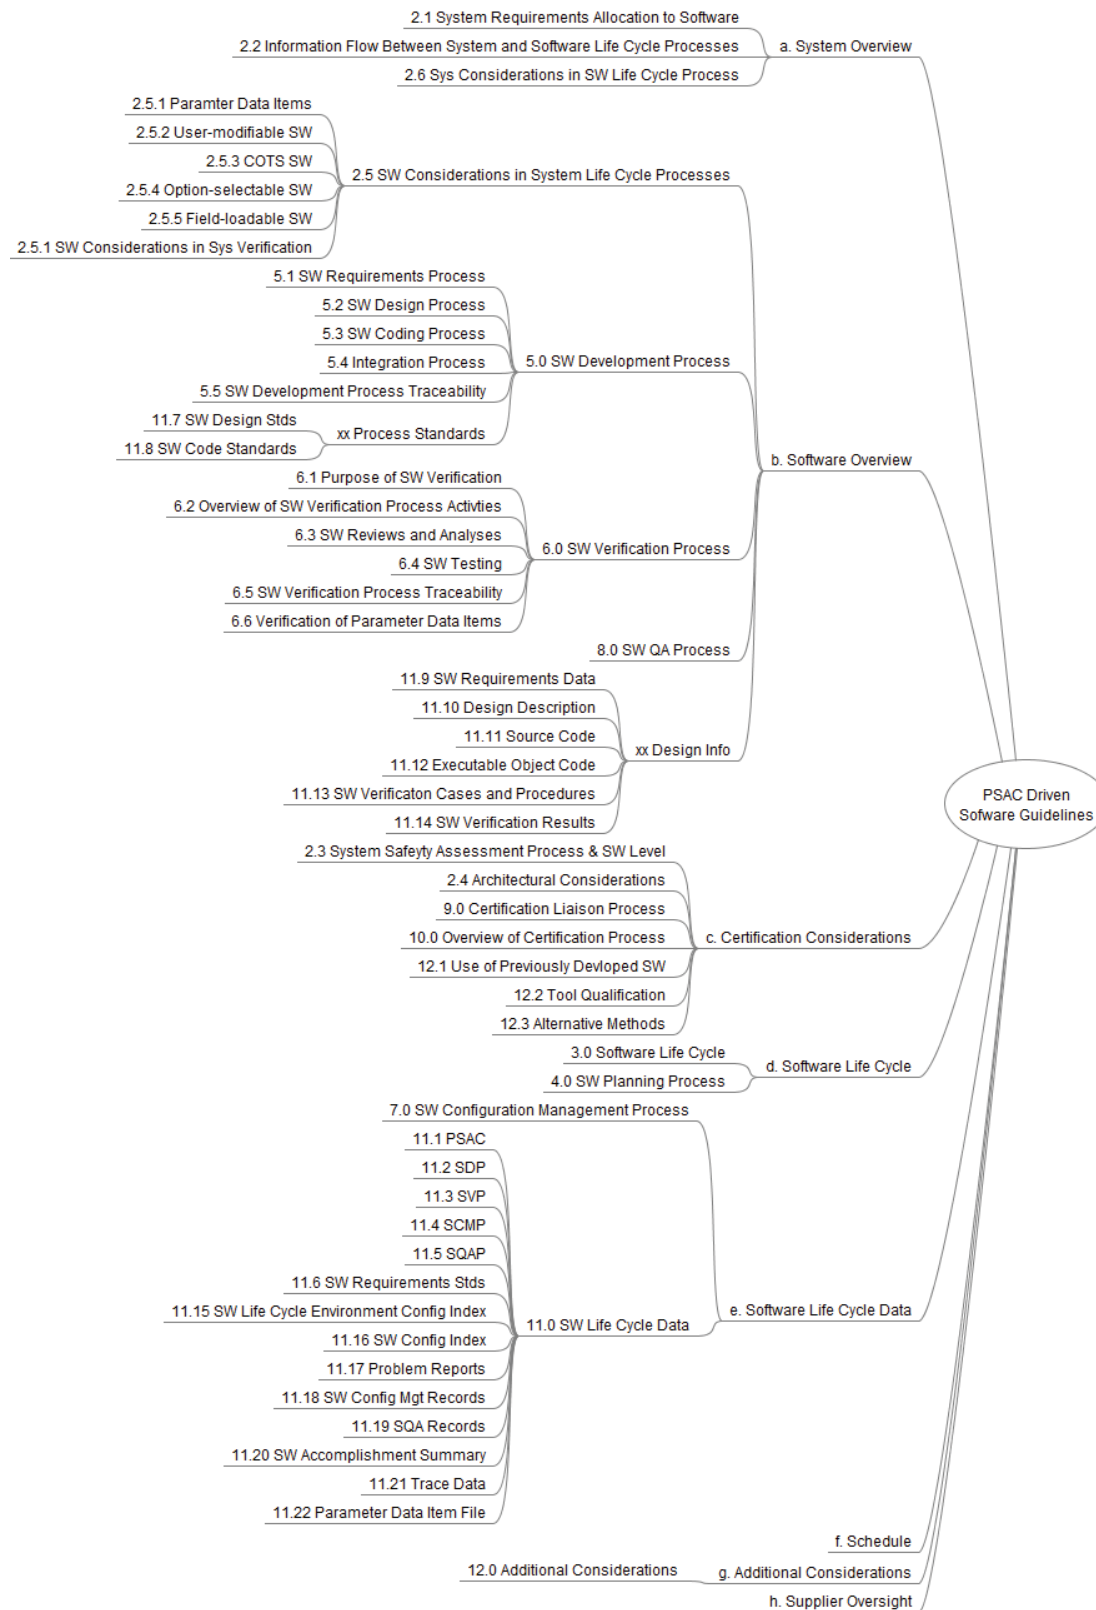 2.1 System Requirements Allocation to Software
2.2 Information Flow Between System and Software Life Cycle Processes
2.6 Sys Considerations in SW Life Cycle Process
a. System Overview
2.5.1 Paramter Data Items
2.5.2 User-modifiable SW
2.5.3 COTS SW
2.5.4 Option-selectable SW
2.5.5 Field-loadable SW
2.5.1 SW Considerations in Sys Verification
2.5 SW Considerations in System Life Cycle Processes
5.1 SW Requirements Process
5.2 SW Design Process
5.3 SW Coding Process
5.4 Integration Process
5.5 SW Development Process Traceability
11.7 SW Design Stds
11.8 SW Code Standards
xx Process Standards
5.0 SW Development Process
6.1 Purpose of SW Verification
6.2 Overview of SW Verification Process Activties
6.3 SW Reviews and Analyses
6.4 SW Testing
6.5 SW Verification Process Traceability
6.6 Verification of Parameter Data Items
6.0 SW Verification Process
8.0 SW QA Process
11.9 SW Requirements Data
11.10 Design Description
11.11 Source Code
11.12 Executable Object Code
11.13 SW Verificaton Cases and Procedures
11.14 SW Verification Results
xx Design Info
b. Software Overview
PSAC Driven
Sofware Guidelines
2.3 System Safeyty Assessment Process & SW Level
2.4 Architectural Considerations
9.0 Certification Liaison Process
10.0 Overview of Certification Process
12.1 Use of Previously Devloped SW
12.2 Tool Qualification
12.3 Alternative Methods
c. Certification Considerations
3.0 Software Life Cycle
4.0 SW Planning Process
d. Software Life Cycle
7.0 SW Configuration Management Process
11.1 PSAC
11.2 SDP
11.3 SVP
11.4 SCMP
11.5 SQAP
11.6 SW Requirements Stds
11.15 SW Life Cycle Environment Config Index
11.16 SW Config Index
11.17 Problem Reports
11.18 SW Config Mgt Records
11.19 SQA Records
11.20 SW Accomplishment Summary
11.21 Trace Data
11.22 Parameter Data Item File
11.0 SW Life Cycle Data
e. Software Life Cycle Data
f. Schedule
12.0 Additional Considerations
g. Additional Considerations
h. Supplier Oversight